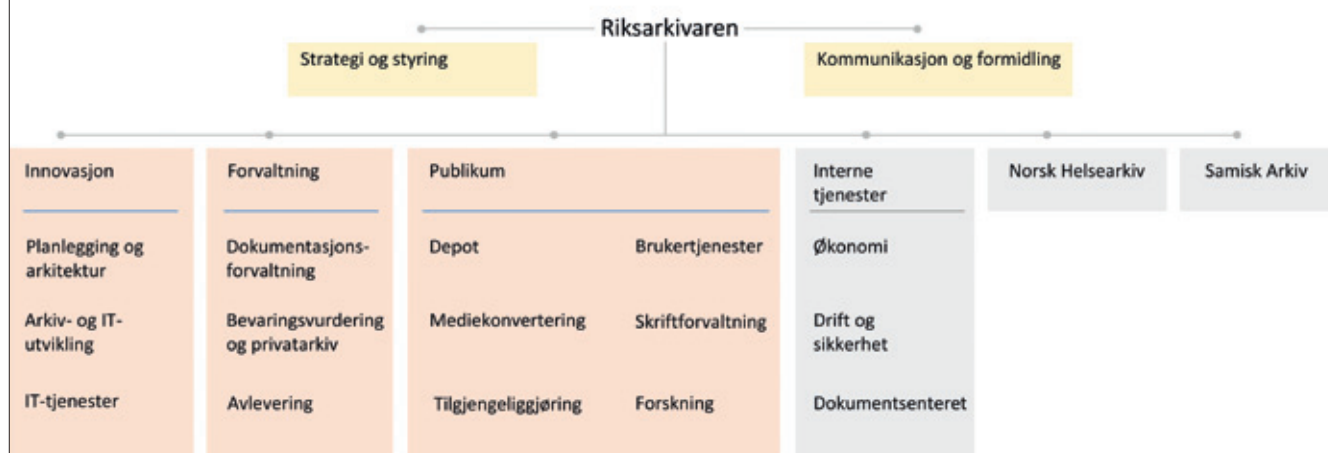 Riksarkivaren
Strategi og styring
Kommunikasjon og formidling
Innovasjon
Planlegging og
arkitektur
Arkiv- og IT-
utvikling
IT-tjenester
Forvaltning
Dokumentasjons-
forvaltning
Bevaringsvurdering
og privatarkiv
Avlevering
Publikum
Depot
Mediekonvertering
Tilgjengeliggjøring
Brukertjenester
Skriftforvaltning
Forskning
Interne
tjenester
Økonomi
Drift og
sikkerhet
Dokumentsenteret
Norsk Helsearkiv
Samisk Arkiv